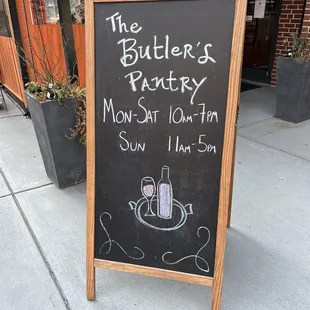 The
Butler's
Pantry
Mon-Sat 10am-7pm
Sun 11am-5pm